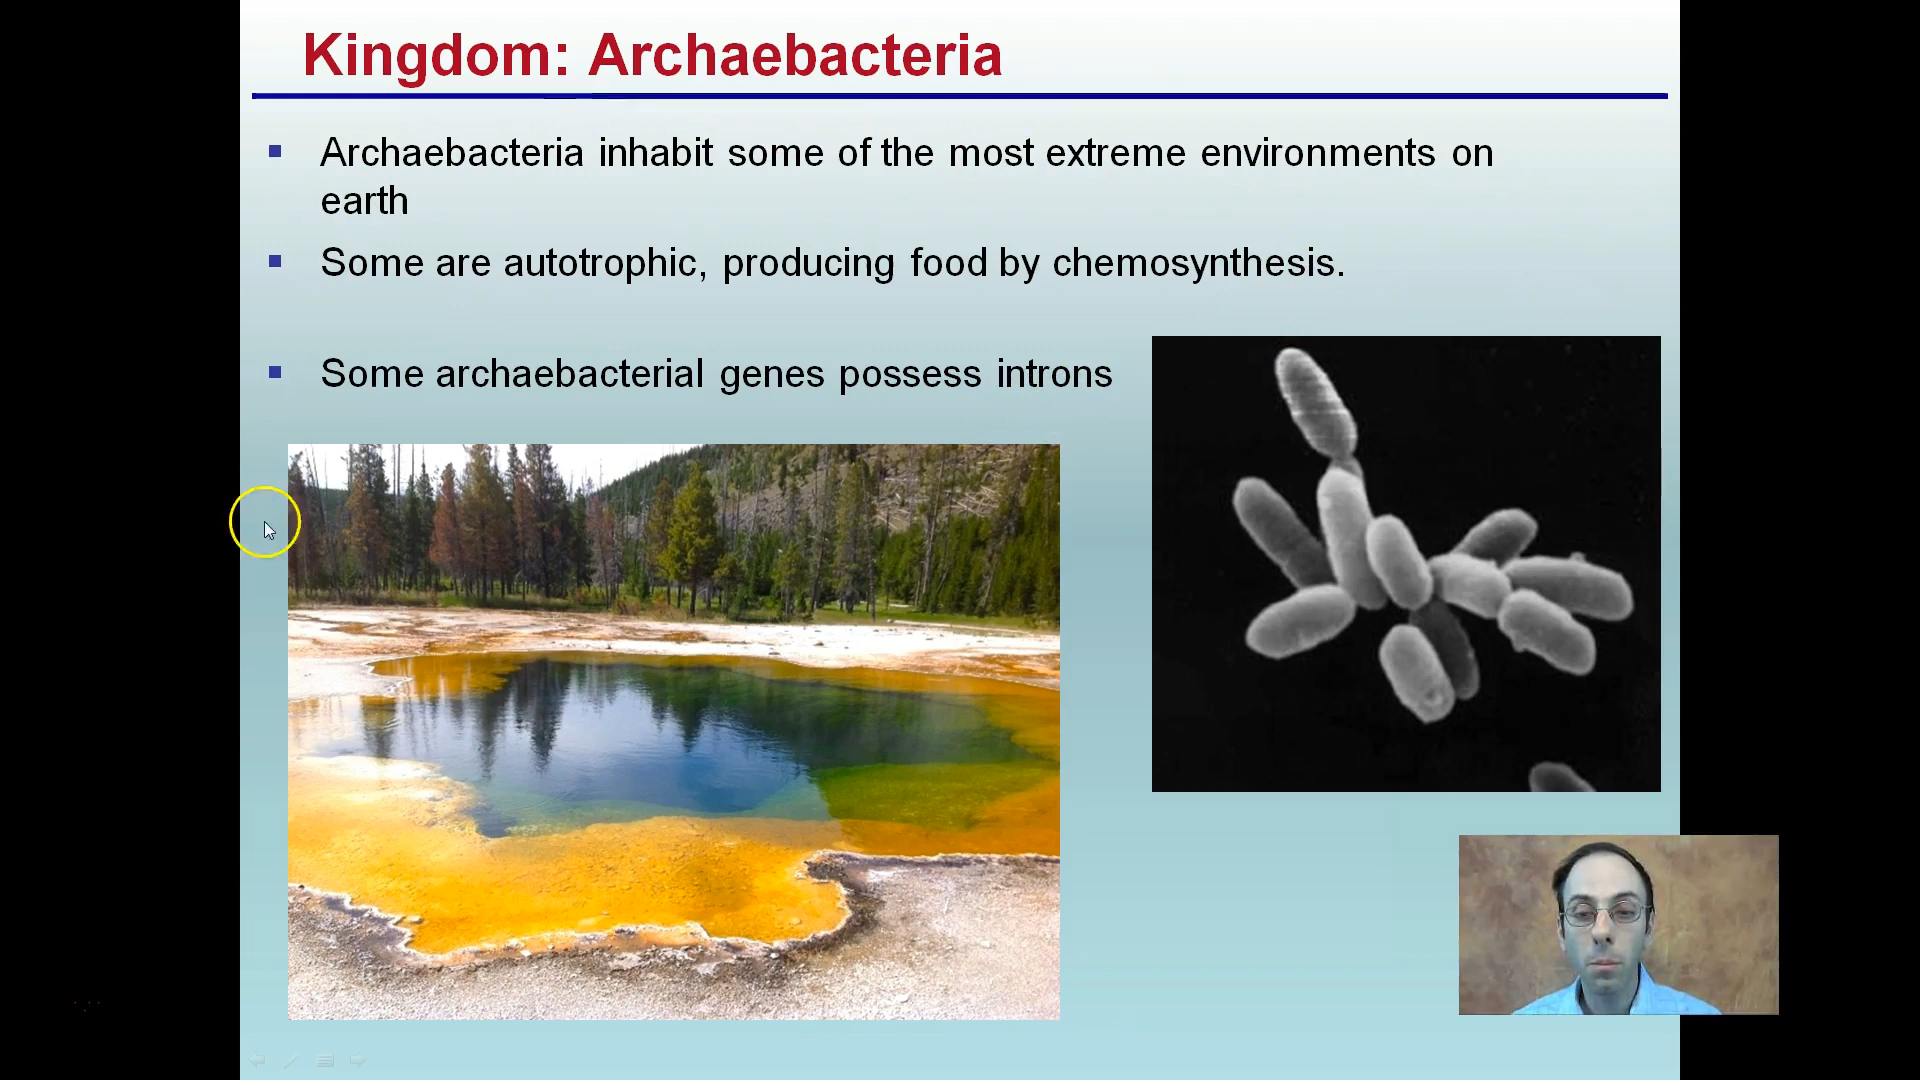 Kingdom: Archaebacteria
Archaebacteria inhabit some of the most extreme environments on
earth
Some are autotrophic, producing food by chemosynthesis.
Some archaebacterial genes possess introns